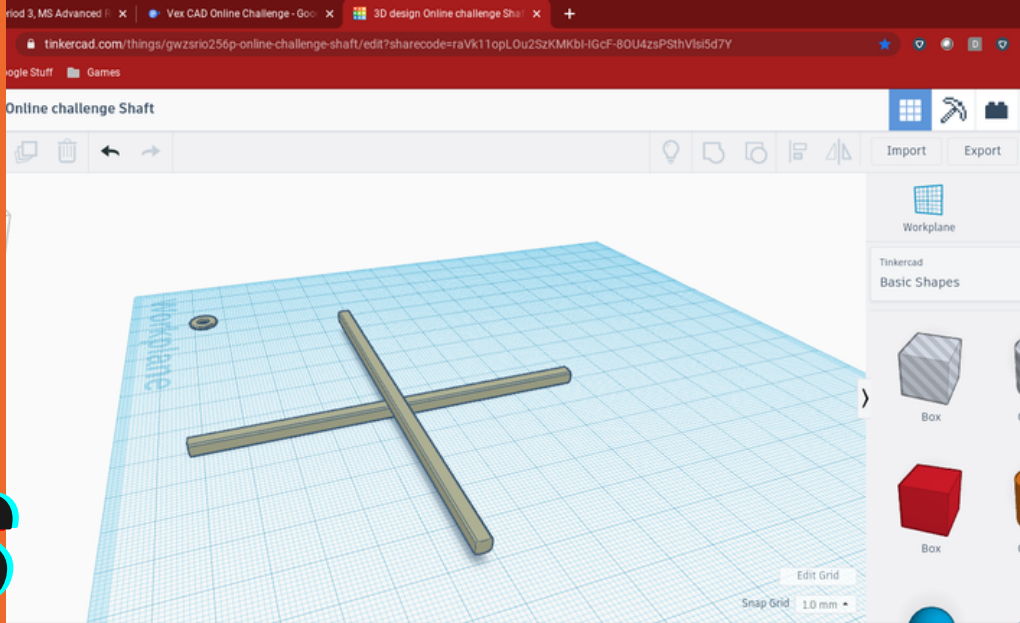 eriod 3, MS Advanced R
Vex CAD Online Challenge - Goo
3D design Online challenge Sha
tinkercad.com/things/gwzsrio256p-online-challenge-shaft/edit?sharecode=raVk11opLOu2SzKMKbI-IGcF-8OU4zsPSthVlsi5d7Y
oogle Stuff
Games
Online challenge Shaft
Import
Export
Workplane
Tinkercad
Basic Shapes
Workplane
Box
Box
Edit Grid
Snap Grid 1.0 mm